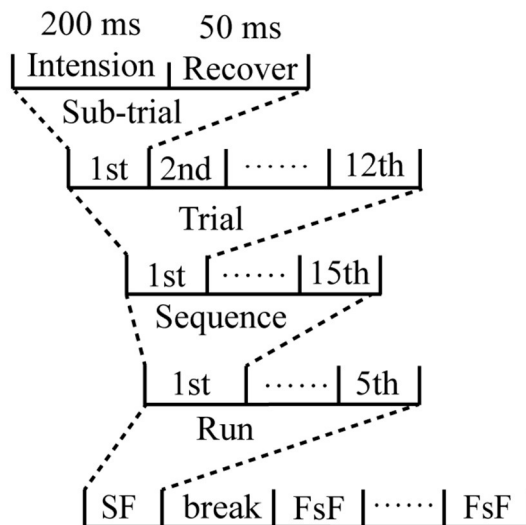 200 ms 50 ms
Intension Recover
Sub-trial
1st 2nd ...... 12th
Trial
1st ...... 15th
Sequence
1st ...... 5th
Run
SF break FsF ...... FsF